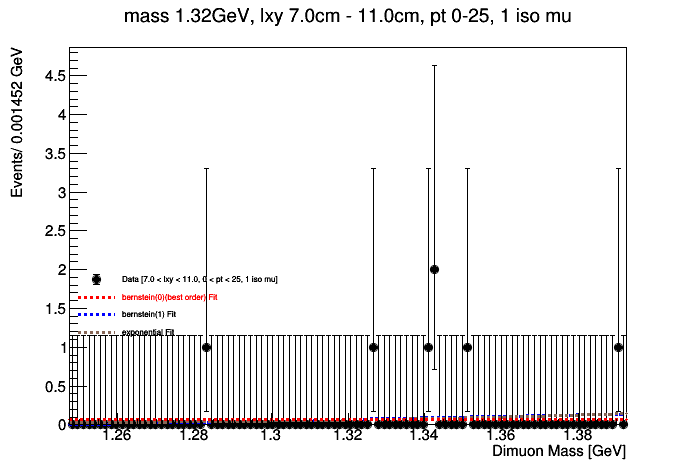 mass 1.32GeV, lxy 7.0cm - 11.0cm, pt 0-25, 1 iso mu
Events/ 0.001452 GeV
4.5
4
3.5
3
2.5
2
1.5
1
0.5
0
Data [7.0 < lxy < 11.0, 0 < pt < 25, 1 iso mu]
bernstein(0)(best order) Fit
bernstein(1) Fit
exponential Fit
1.26 1.28 1.3 1.32 1.34 1.36 1.38
Dimuon Mass [GeV]